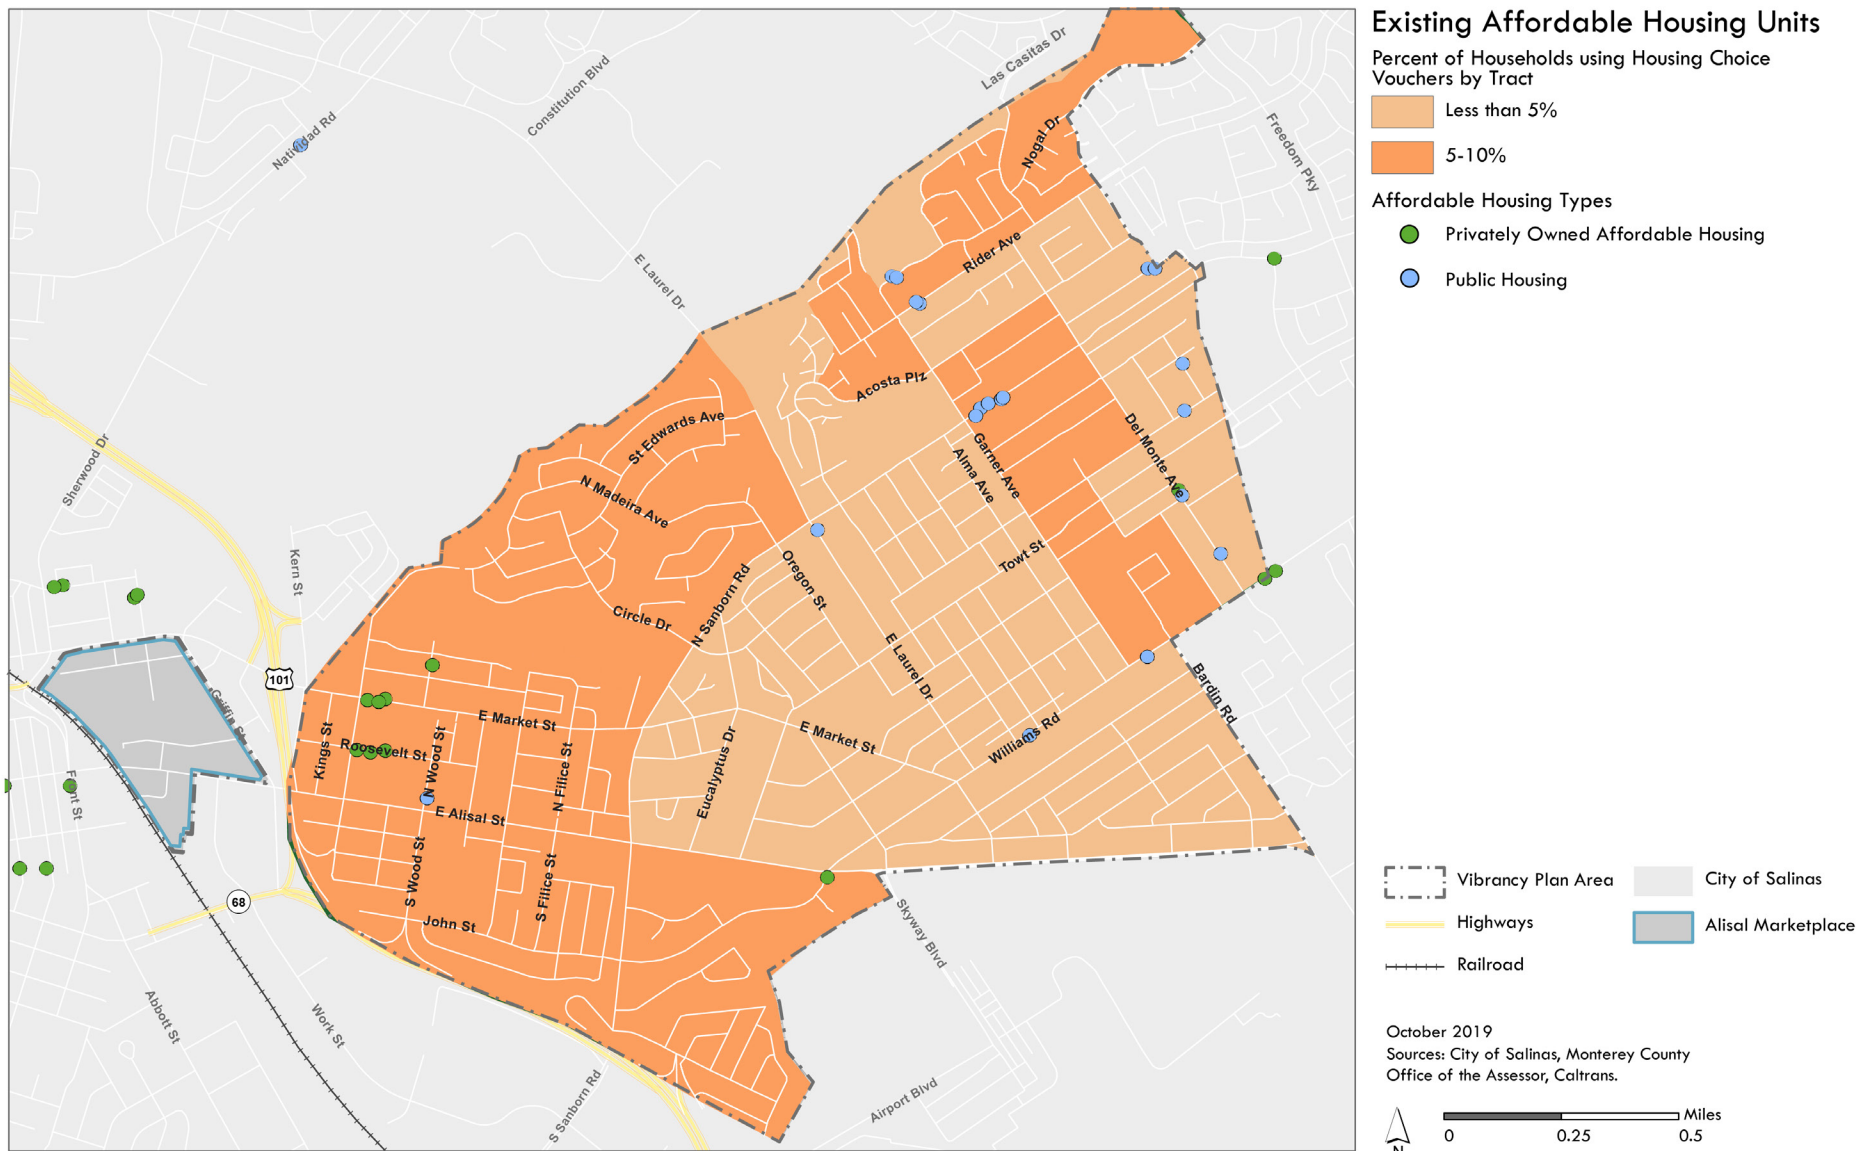 Existing Affordable Housing Units
Percent of Households using Housing Choice
Vouchers by Tract
Less than 5%
5-10%
Affordable Housing Types
Privately Owned Affordable Housing
Public Housing
Las Casitas Dr
Constitution Blvd
Natividad Rd
Freedom Pky
Nogal Dr
Rider Ave
E Laurel Dr
Acosta Plz
St Edwards Ave
N Madeira Ave
Del Monte Ave
Garner Ave
Alma Ave
Sherwood Dr
Kern St
Towt St
Oregon St
N Sanborn Rd
Circle Dr
E Laurel Dr
101
Griffin St
Bardin Rd
E Market St
E Market St
Williams Rd
Kings St
Roosevelt St
N Wood St
N Filice St
Eucalyptus Dr
Front St
E Alisal St
S Wood St
S Filice St
68
John St
Skyway Blvd
Abbott St
Work St
S Sanborn Rd
Airport Blvd
Vibrancy Plan Area
City of Salinas
Highways
Alisal Marketplace
Railroad
October 2019
Sources: City of Salinas, Monterey County
Office of the Assessor, Caltrans.
Miles
0 0.25 0.5
N